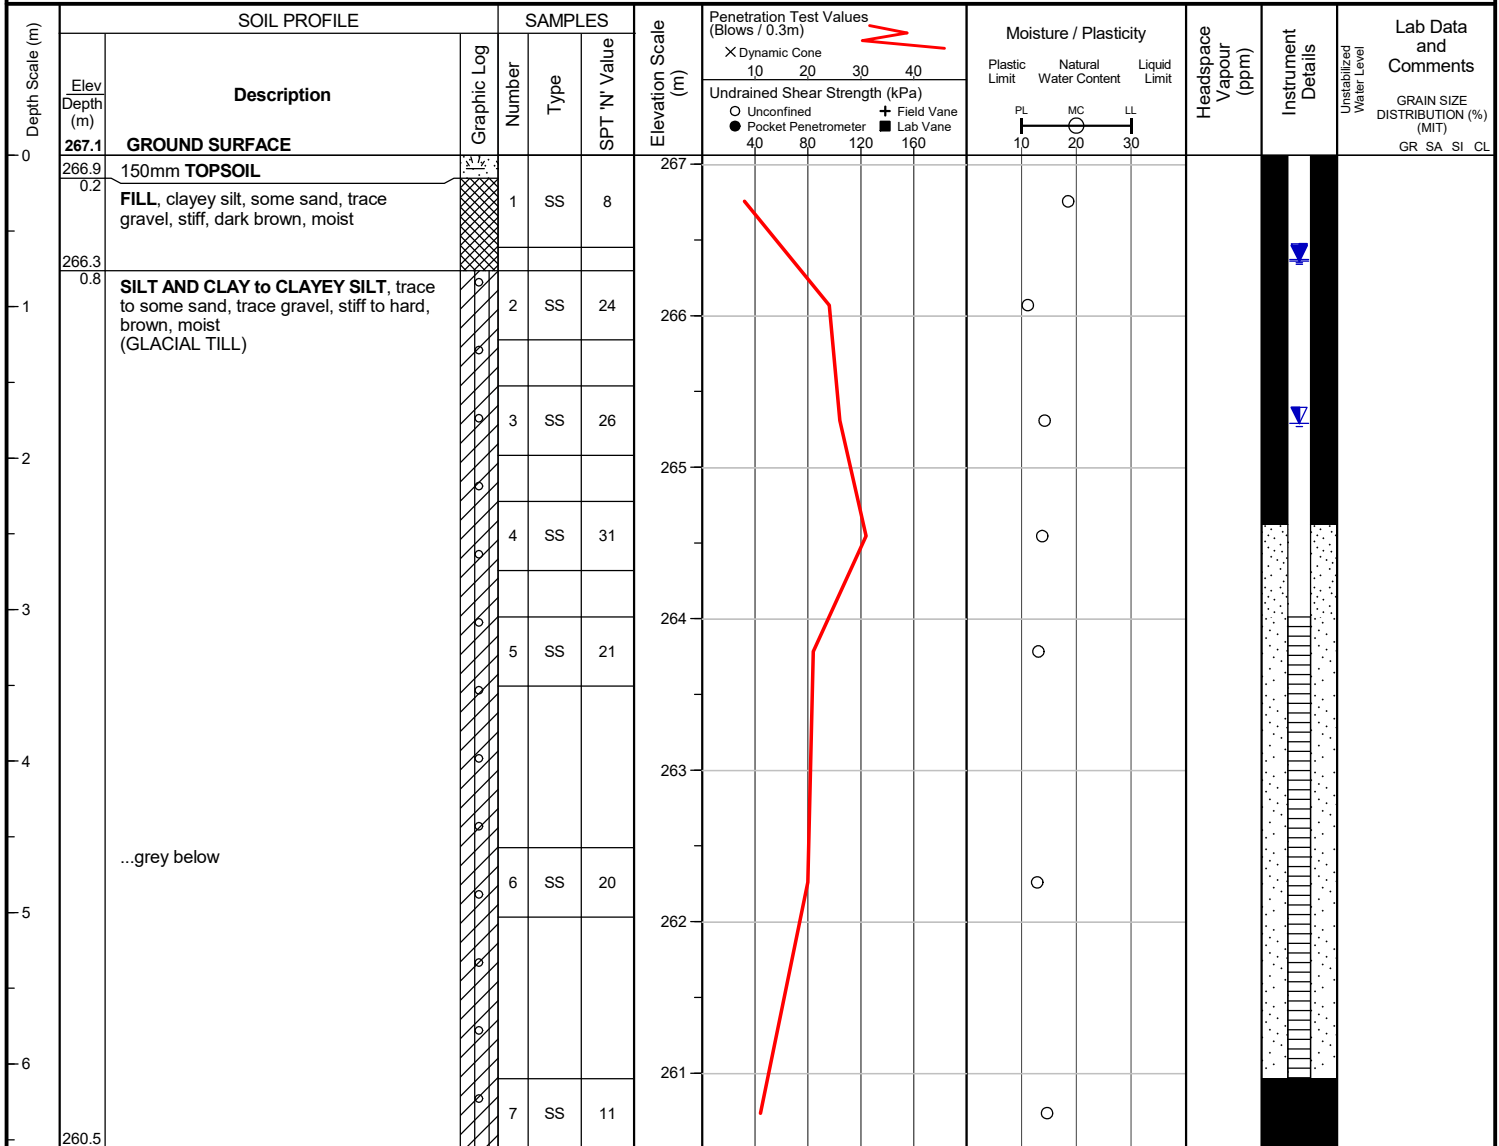 SOIL PROFILE
SAMPLES
Depth Scale (m)
Elev
Depth
(m)
Description
Graphic Log
Number
Type
SPT 'N' Value
Elevation Scale
(m)
Penetration Test Values
(Blows / 0.3m)
× Dynamic Cone
10 20 30 40
Undrained Shear Strength (kPa)
Unconfined
Field Vane
Pocket Penetrometer
Lab Vane
40 80 120 160
Moisture / Plasticity
Plastic
Limit
Natural
Water Content
Liquid
Limit
PL MC LL
10 20 30
Headspace
Vapour
(ppm)
Instrument
Details
Unstabilized
Water Level
Lab Data
and
Comments
GRAIN SIZE
DISTRIBUTION (%)
(MIT)
GR SA SI CL
267.1 GROUND SURFACE
0
266.9 150mm TOPSOIL
0.2
FILL, clayey silt, some sand, trace
gravel, stiff, dark brown, moist
1 SS 8
267
266.3
0.8
SILT AND CLAY to CLAYEY SILT, trace
to some sand, trace gravel, stiff to hard,
brown, moist
(GLACIAL TILL)
1
2 SS 24
266
3 SS 26
2
265
4 SS 31
3
264
5 SS 21
4
263
...grey below
6 SS 20
5
262
6
261
7 SS 11
260.5